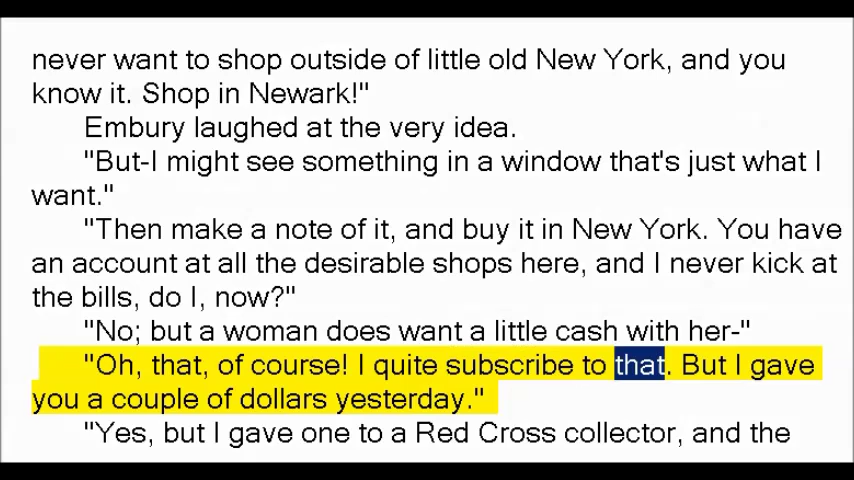 never want to shop outside of little old New York, and you
know it. Shop in Newark!"
Embury laughed at the very idea.
"But-I might see something in a window that's just what I
want."
"Then make a note of it, and buy it in New York. You have
an account at all the desirable shops here, and I never kick at
the bills, do I, now?"
"No; but a woman does want a little cash with her-"
"Oh, that, of course! I quite subscribe to that. But I gave
you a couple of dollars yesterday."
"Yes, but I gave one to a Red Cross collector, and the